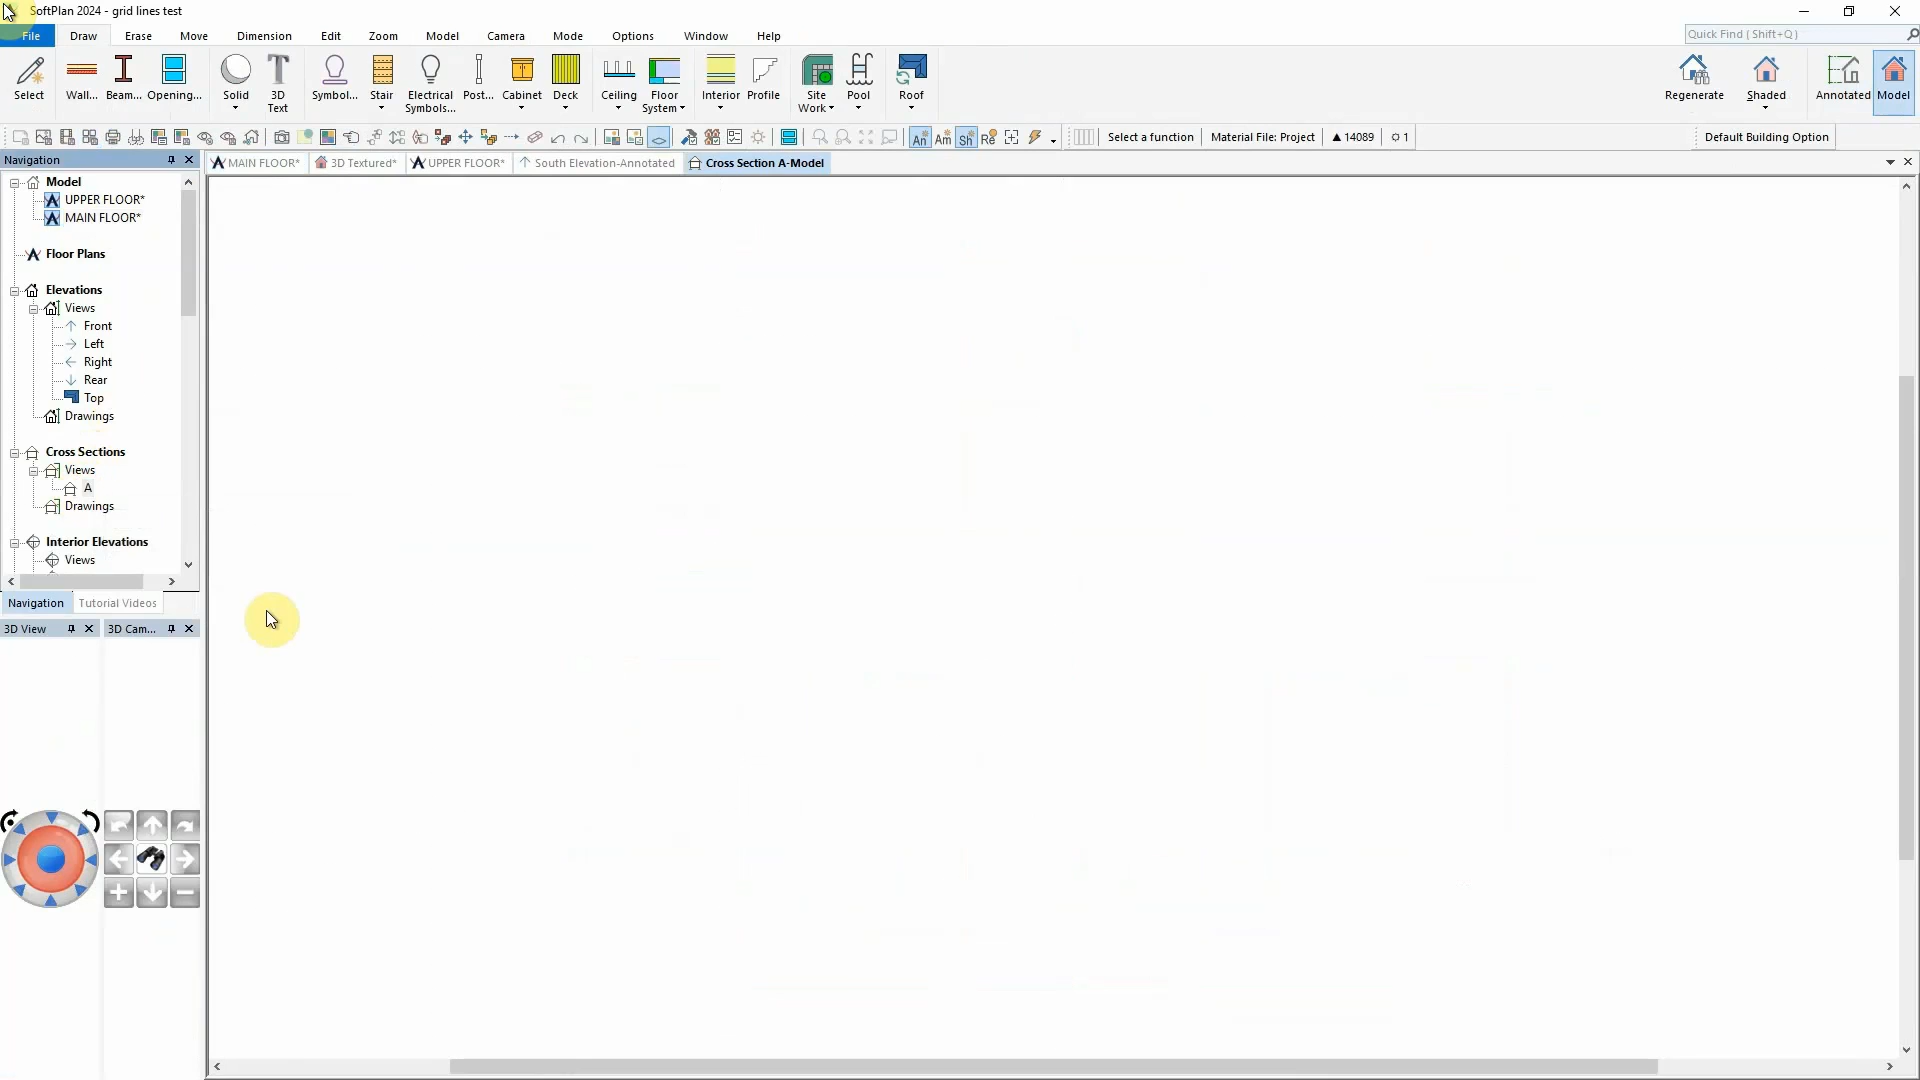 SoftPlan 2024 - grid lines test
File Draw Erase Move Dimension Edit Zoom Model Camera Mode Options Window Help
Quick Find ( Shift+Q )
Select Wall... Beam... Opening... Solid 3D Text Symbol... Stair Electrical Symbols... Post... Cabinet Deck Ceiling Floor System Interior Profile Site Work Pool Roof Regenerate Shaded Annotated Model
An Am Sh Re Select a function Material File: Project ▲ 14089 1 Default Building Option
Navigation
MAIN FLOOR* 3D Textured* UPPER FLOOR* South Elevation-Annotated Cross Section A-Model
Model
UPPER FLOOR*
MAIN FLOOR*
Floor Plans
Elevations
Views
Front
Left
Right
Rear
Top
Drawings
Cross Sections
Views
A
Drawings
Interior Elevations
Views
Navigation Tutorial Videos
3D View 3D Cam...